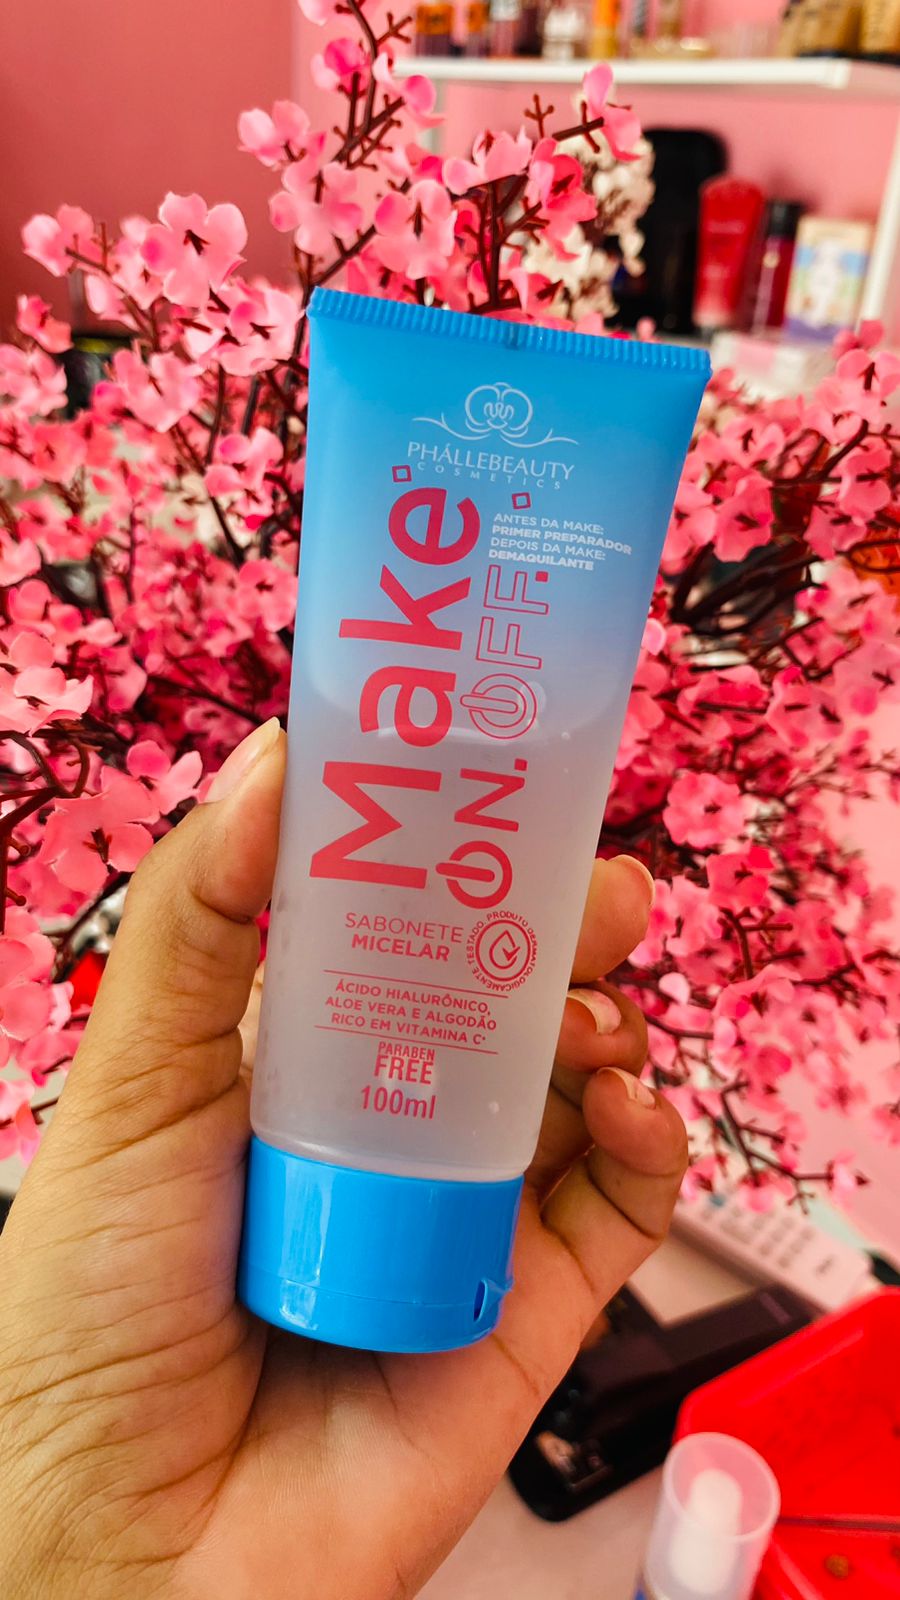 PHÁLLEBEAUTY
COSMETICS
Make
ON. OFF.
ANTES DA MAKE:
PRIMER PREPARADOR
DEPOIS DA MAKE:
DEMAQUILANTE
SABONETE
MICELAR
TESTADO. PRODUTO DERMATOLOGICAMENTE
ÁCIDO HIALURÔNICO,
ALOE VERA E ALGODÃO
RICO EM VITAMINA C*
PARABEN
FREE
100ml